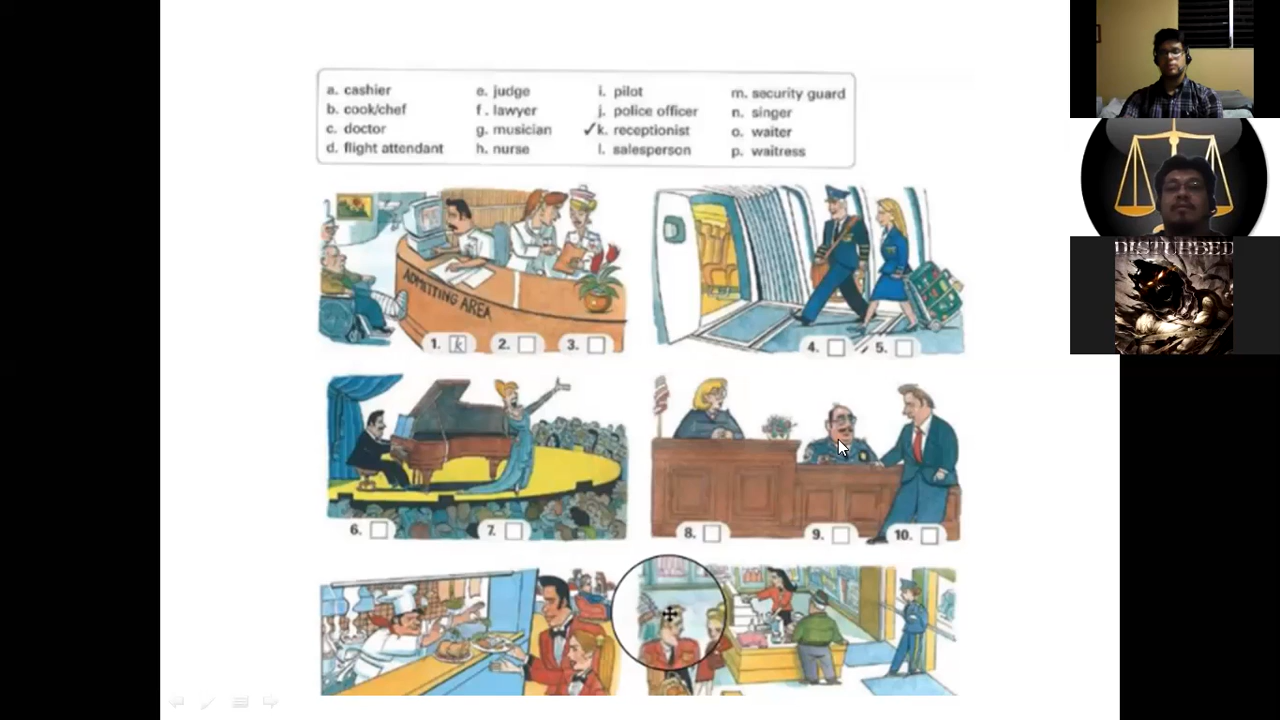 a. cashier
b. cook/chef
c. doctor
d. flight attendant
e. judge
f. lawyer
g. musician
h. nurse
i. pilot
j. police officer
✓k. receptionist
l. salesperson
m. security guard
n. singer
o. waiter
p. waitress
ADMITTING AREA
1. k 2. 3.
4. 5.
6. 7.
8. 9. 10.
DISTURBED